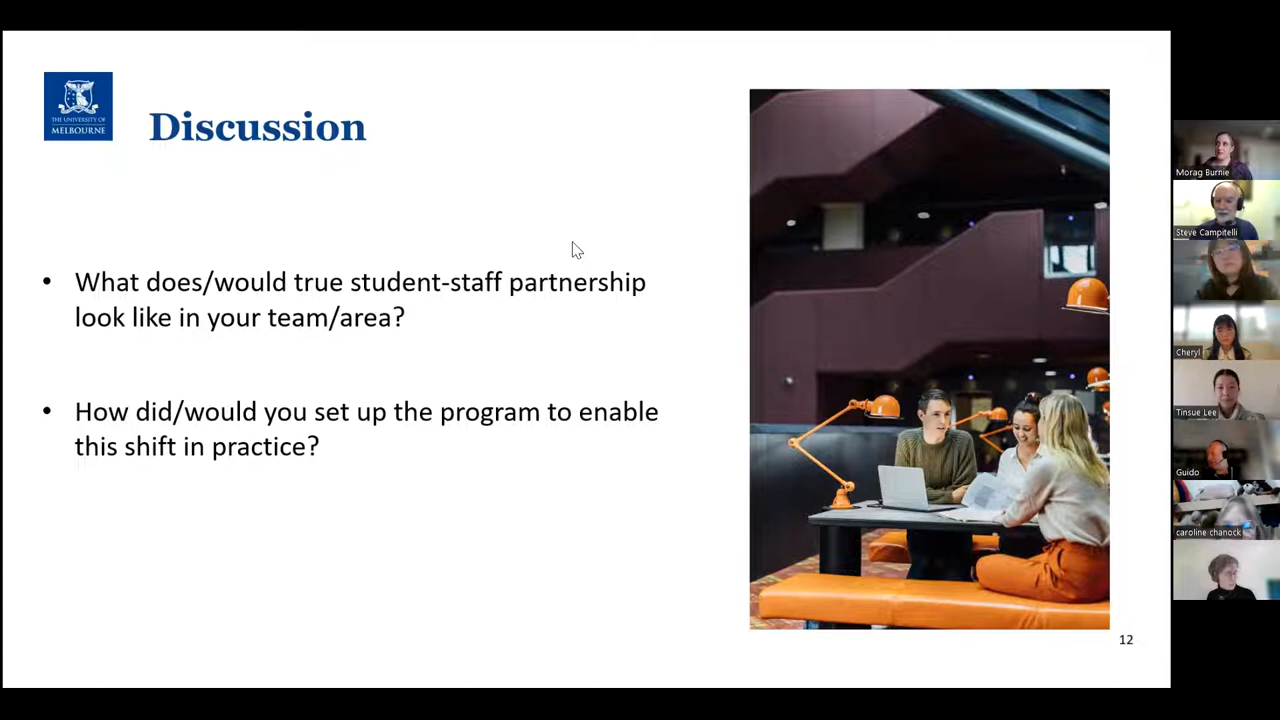 THE UNIVERSITY OF
MELBOURNE
Discussion
• What does/would true student-staff partnership
look like in your team/area?
• How did/would you set up the program to enable
this shift in practice?
12
Morag Burnie
Steve Campitelli
Cheryl
Tinsue Lee
Guido
caroline chanock